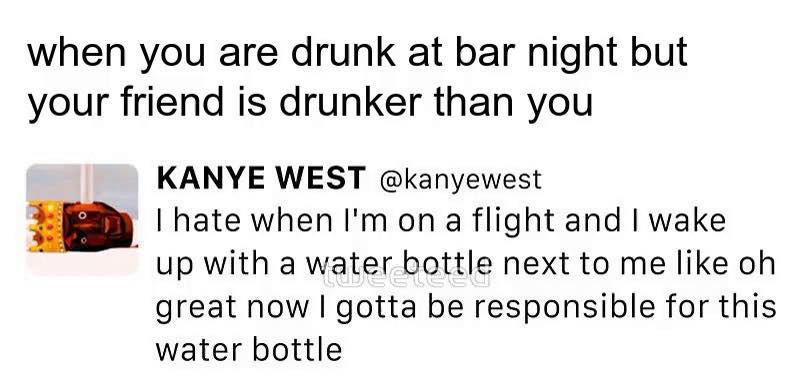 when you are drunk at bar night but
your friend is drunker than you
KANYE WEST @kanyewest
I hate when I'm on a flight and I wake
up with a water bottle next to me like oh
great now I gotta be responsible for this
water bottle
tweeteed